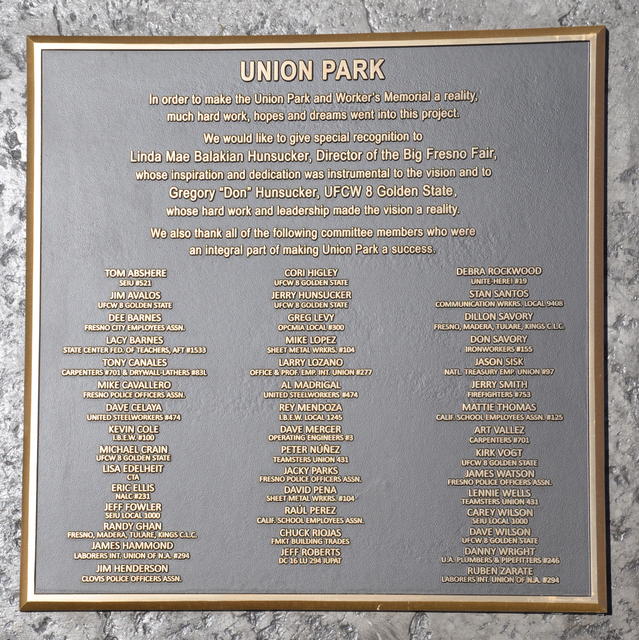 UNION PARK
In order to make the Union Park and Worker's Memorial a reality,
much hard work, hopes and dreams went into this project.
We would like to give special recognition to
Linda Mae Balakian Hunsucker, Director of the Big Fresno Fair,
whose inspiration and dedication was instrumental to the vision and to
Gregory "Don" Hunsucker, UFCW 8 Golden State,
whose hard work and leadership made the vision a reality.
We also thank all of the following committee members who were
an integral part of making Union Park a success.
TOM ABSHERE
SEIU #521
JIM AVALOS
UFCW 8 GOLDEN STATE
DEE BARNES
FRESNO CITY EMPLOYEES ASSN.
LACY BARNES
STATE CENTER FED. OF TEACHERS, AFT #1533
TONY CANALES
CARPENTERS #701 & DRYWALL-LATHERS #83L
MIKE CAVALLERO
FRESNO POLICE OFFICERS ASSN.
DAVE CELAYA
UNITED STEELWORKERS #474
KEVIN COLE
I.B.E.W. #100
MICHAEL CRAIN
UFCW 8 GOLDEN STATE
LISA EDELHEIT
CTA
ERIC ELLIS
NALC #231
JEFF FOWLER
SEIU LOCAL 1000
RANDY GHAN
FRESNO, MADERA, TULARE, KINGS C.L.C.
JAMES HAMMOND
LABORERS INT. UNION OF N.A. #294
JIM HENDERSON
CLOVIS POLICE OFFICERS ASSN.
CORI HIGLEY
UFCW 8 GOLDEN STATE
JERRY HUNSUCKER
UFCW 8 GOLDEN STATE
GREG LEVY
OPCMIA LOCAL #300
MIKE LOPEZ
SHEET METAL WRKRS. #104
LARRY LOZANO
OFFICE & PROF. EMP. INT. UNION #277
AL MADRIGAL
UNITED STEELWORKERS #474
REY MENDOZA
I.B.E.W. LOCAL 1245
DAVE MERCER
OPERATING ENGINEERS #3
PETER NÚÑEZ
TEAMSTERS UNION 431
JACKY PARKS
FRESNO POLICE OFFICERS ASSN.
DAVID PENA
SHEET METAL WRKRS. #104
RAÚL PEREZ
CALIF. SCHOOL EMPLOYEES ASSN.
CHUCK RIOJAS
FMKT BUILDING TRADES
JEFF ROBERTS
DC 16 LU 294 IUPAT
DEBRA ROCKWOOD
UNITE-HERE! #19
STAN SANTOS
COMMUNICATION WRKRS. LOCAL 9408
DILLON SAVORY
FRESNO, MADERA, TULARE, KINGS C.L.C.
DON SAVORY
IRONWORKERS #155
JASON SISK
NATL. TREASURY EMP. UNION #97
JERRY SMITH
FIREFIGHTERS #753
MATTIE THOMAS
CALIF. SCHOOL EMPLOYEES ASSN. #125
ART VALLEZ
CARPENTERS #701
KIRK VOGT
UFCW 8 GOLDEN STATE
JAMES WATSON
FRESNO POLICE OFFICERS ASSN.
LENNIE WELLS
TEAMSTERS UNION 431
CAREY WILSON
SEIU LOCAL 1000
DAVE WILSON
UFCW 8 GOLDEN STATE
DANNY WRIGHT
U.A. PLUMBERS & PIPEFITTERS #246
RUBEN ZARATE
LABORERS INT. UNION OF N.A. #294